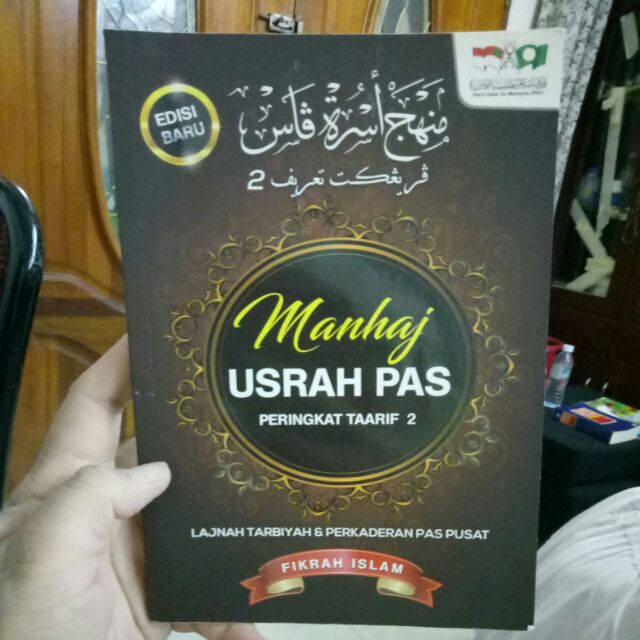 EDISI
BARU
منهج أسرة ڤاس
ڤريڠكت تعريف 2
Manhaj
USRAH PAS
PERINGKAT TAARIF 2
LAJNAH TARBIYAH & PERKADERAN PAS PUSAT
FIKRAH ISLAM